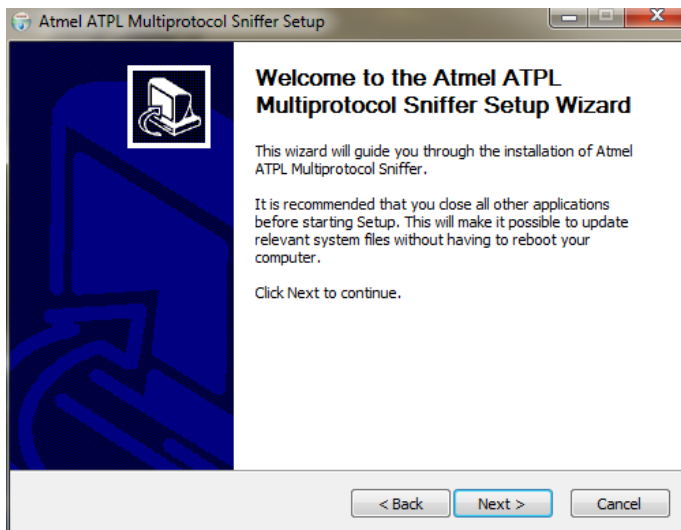 Atmel ATPL Multiprotocol Sniffer Setup
Welcome to the Atmel ATPL
Multiprotocol Sniffer Setup Wizard
This wizard will guide you through the installation of Atmel
ATPL Multiprotocol Sniffer.
It is recommended that you close all other applications
before starting Setup. This will make it possible to update
relevant system files without having to reboot your
computer.
Click Next to continue.
< Back Next > Cancel